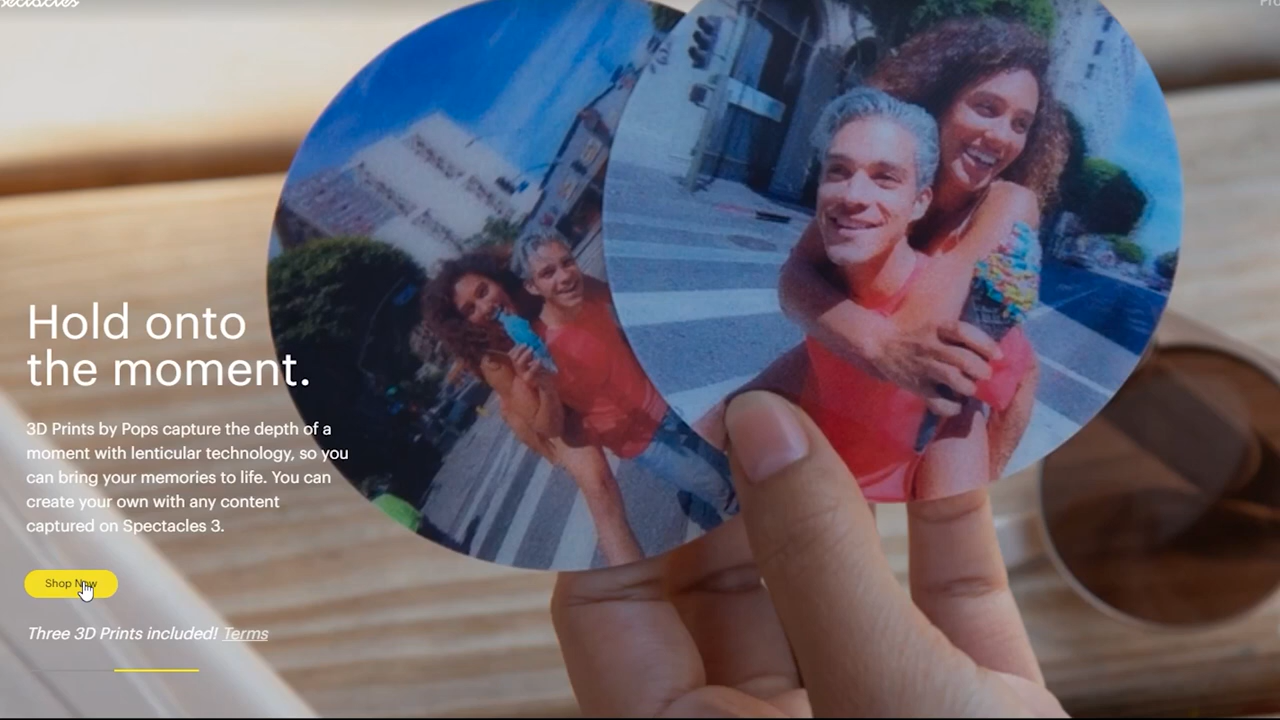 Spectacles
Hold onto
the moment.
3D Prints by Pops capture the depth of a
moment with lenticular technology, so you
can bring your memories to life. You can
create your own with any content
captured on Spectacles 3.
Shop Now
Three 3D Prints included! Terms